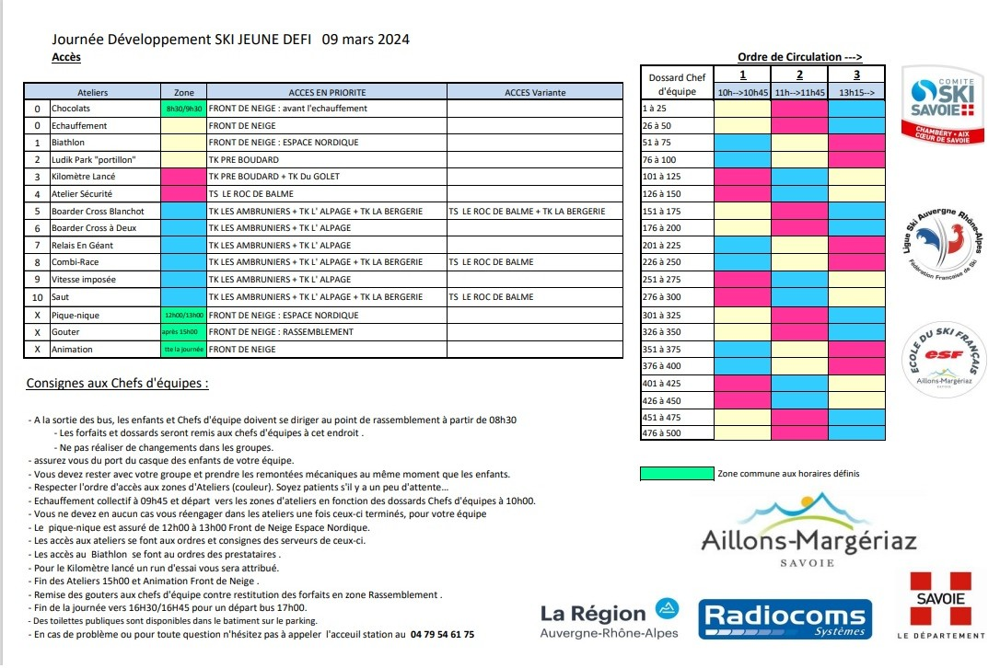 Journée Développement SKI JEUNE DEFI 09 mars 2024
Accès
Ateliers Zone ACCES EN PRIORITE ACCES Variante
0 Chocolats 8h30/9h30 FRONT DE NEIGE : avant l'echauffement
0 Echauffement FRONT DE NEIGE
1 Biathlon FRONT DE NEIGE : ESPACE NORDIQUE
2 Ludik Park "portillon" TK PRE BOUDARD
3 Kilomètre Lancé TK PRE BOUDARD + TK Du GOLET
4 Atelier Sécurité TS LE ROC DE BALME
5 Boarder Cross Blanchot TK LES AMBRUNIERS + TK L' ALPAGE + TK LA BERGERIE TS LE ROC DE BALME + TK LA BERGERIE
6 Boarder Cross à Deux TK LES AMBRUNIERS + TK L' ALPAGE
7 Relais En Géant TK LES AMBRUNIERS + TK L' ALPAGE
8 Combi-Race TK LES AMBRUNIERS + TK L' ALPAGE + TK LA BERGERIE TS LE ROC DE BALME
9 Vitesse imposée TK LES AMBRUNIERS + TK L' ALPAGE
10 Saut TK LES AMBRUNIERS + TK L' ALPAGE + TK LA BERGERIE TS LE ROC DE BALME
X Pique-nique 12h00/13h00 FRONT DE NEIGE : ESPACE NORDIQUE
X Gouter après 15h00 FRONT DE NEIGE : RASSEMBLEMENT
X Animation tte la journée FRONT DE NEIGE
Consignes aux Chefs d'équipes :
- A la sortie des bus, les enfants et Chefs d'équipe doivent se diriger au point de rassemblement à partir de 08h30
- Les forfaits et dossards seront remis aux chefs d'équipes à cet endroit .
- Ne pas réaliser de changements dans les groupes.
- assurez vous du port du casque des enfants de votre équipe.
- Vous devez rester avec votre groupe et prendre les remontées mécaniques au même moment que les enfants.
- Respecter l'ordre d'accès aux zones d'Ateliers (couleur). Soyez patients s'il y a un peu d'attente...
- Echauffement collectif à 09h45 et départ vers les zones d'ateliers en fonction des dossards Chefs d'équipes à 10h00.
- Vous ne devez en aucun cas vous réengager dans les ateliers une fois ceux-ci terminés, pour votre équipe
- Le pique-nique est assuré de 12h00 à 13h00 Front de Neige Espace Nordique.
- Les accès aux ateliers se font aux ordres et consignes des serveurs de ceux-ci.
- Les accès au Biathlon se font au ordres des prestataires .
- Pour le Kilomètre lancé un run d'essai vous sera attribué.
- Fin des Ateliers 15h00 et Animation Front de Neige .
- Remise des gouters aux chefs d'équipe contre restitution des forfaits en zone Rassemblement .
- Fin de la journée vers 16H30/16H45 pour un départ bus 17h00.
- Des toilettes publiques sont disponibles dans le batiment sur le parking.
- En cas de problème ou pour toute question n'hésitez pas à appeler l'acceuil station au 04 79 54 61 75
Ordre de Circulation --->
Dossard Chef d'équipe 1 2 3
10h-->10h45 11h-->11h45 13h15-->
1 à 25
26 à 50
51 à 75
76 à 100
101 à 125
126 à 150
151 à 175
176 à 200
201 à 225
226 à 250
251 à 275
276 à 300
301 à 325
326 à 350
351 à 375
376 à 400
401 à 425
426 à 450
451 à 475
476 à 500
Zone commune aux horaires définis
COMITÉ
SKI
SAVOIE
CHAMBÉRY • AIX
CŒUR DE SAVOIE
Ligue Ski Auvergne Rhône-Alpes
Fédération Française de Ski
ECOLE DU SKI FRANÇAIS
esf
Aillons-Margériaz
Aillons-Margériaz
SAVOIE
La Région
Auvergne-Rhône-Alpes
Radiocoms
Systèmes
SAVOIE
LE DÉPARTEMENT